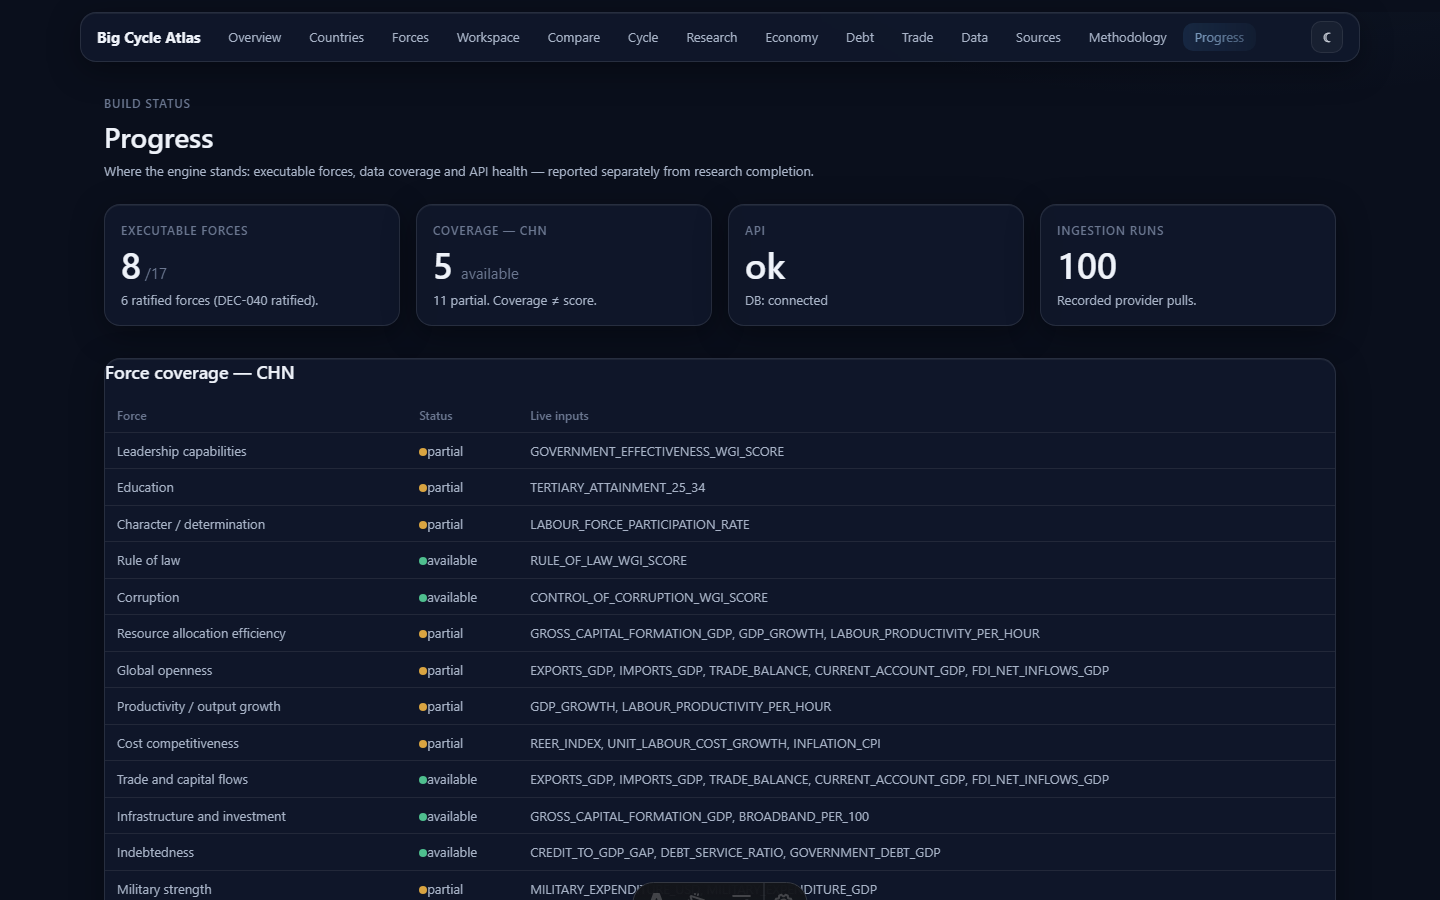 Big Cycle Atlas Overview Countries Forces Workspace Compare Cycle Research Economy Debt Trade Data Sources Methodology Progress
BUILD STATUS
Progress
Where the engine stands: executable forces, data coverage and API health — reported separately from research completion.
EXECUTABLE FORCES
8 /17
6 ratified forces (DEC-040 ratified).
COVERAGE — CHN
5 available
11 partial. Coverage ≠ score.
API
ok
DB: connected
INGESTION RUNS
100
Recorded provider pulls.
Force coverage — CHN
Force Status Live inputs
Leadership capabilities partial GOVERNMENT_EFFECTIVENESS_WGI_SCORE
Education partial TERTIARY_ATTAINMENT_25_34
Character / determination partial LABOUR_FORCE_PARTICIPATION_RATE
Rule of law available RULE_OF_LAW_WGI_SCORE
Corruption available CONTROL_OF_CORRUPTION_WGI_SCORE
Resource allocation efficiency partial GROSS_CAPITAL_FORMATION_GDP, GDP_GROWTH, LABOUR_PRODUCTIVITY_PER_HOUR
Global openness partial EXPORTS_GDP, IMPORTS_GDP, TRADE_BALANCE, CURRENT_ACCOUNT_GDP, FDI_NET_INFLOWS_GDP
Productivity / output growth partial GDP_GROWTH, LABOUR_PRODUCTIVITY_PER_HOUR
Cost competitiveness partial REER_INDEX, UNIT_LABOUR_COST_GROWTH, INFLATION_CPI
Trade and capital flows available EXPORTS_GDP, IMPORTS_GDP, TRADE_BALANCE, CURRENT_ACCOUNT_GDP, FDI_NET_INFLOWS_GDP
Infrastructure and investment available GROSS_CAPITAL_FORMATION_GDP, BROADBAND_PER_100
Indebtedness available CREDIT_TO_GDP_GAP, DEBT_SERVICE_RATIO, GOVERNMENT_DEBT_GDP
Military strength partial